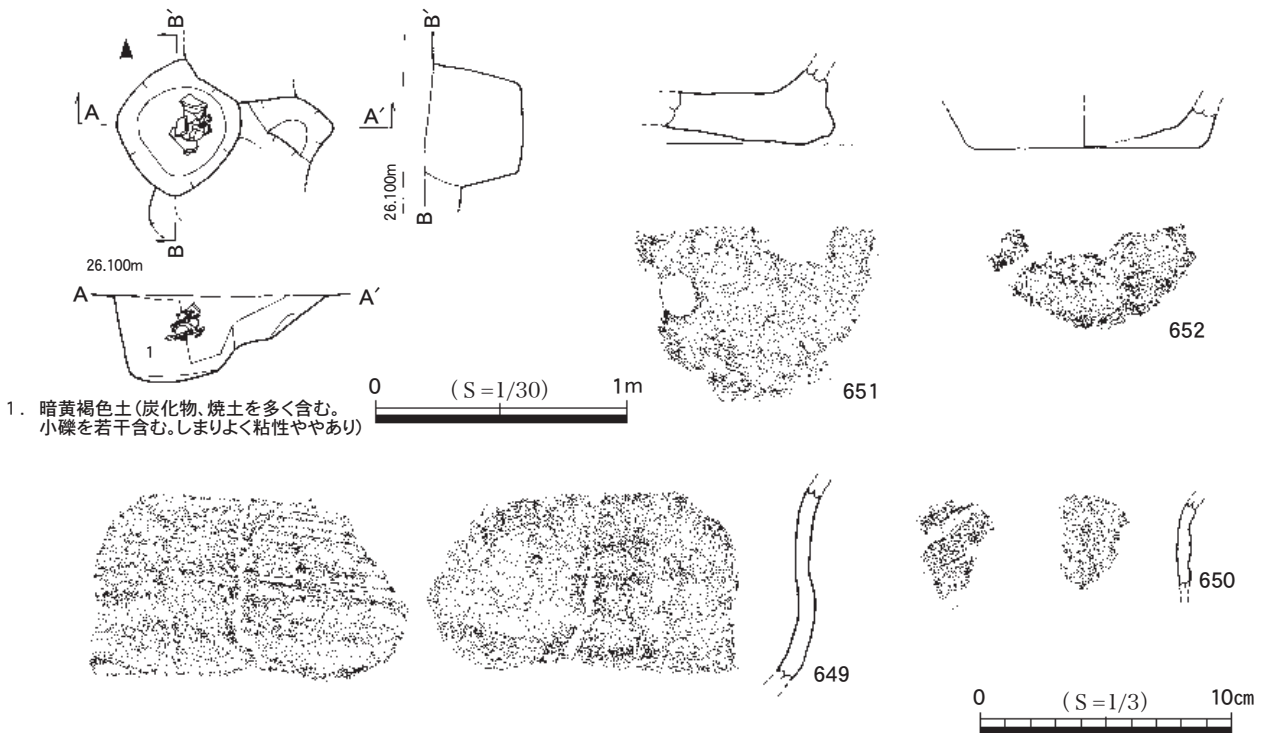 B′
A
A′
B
B′
26.100m
B
26.100m
A
A′
1
1. 暗黄褐色土(炭化物、焼土を多く含む。
小礫を若干含む。しまりよく粘性ややあり)
0 (S=1/30) 1m
651
652
649
650
0 (S=1/3) 10cm